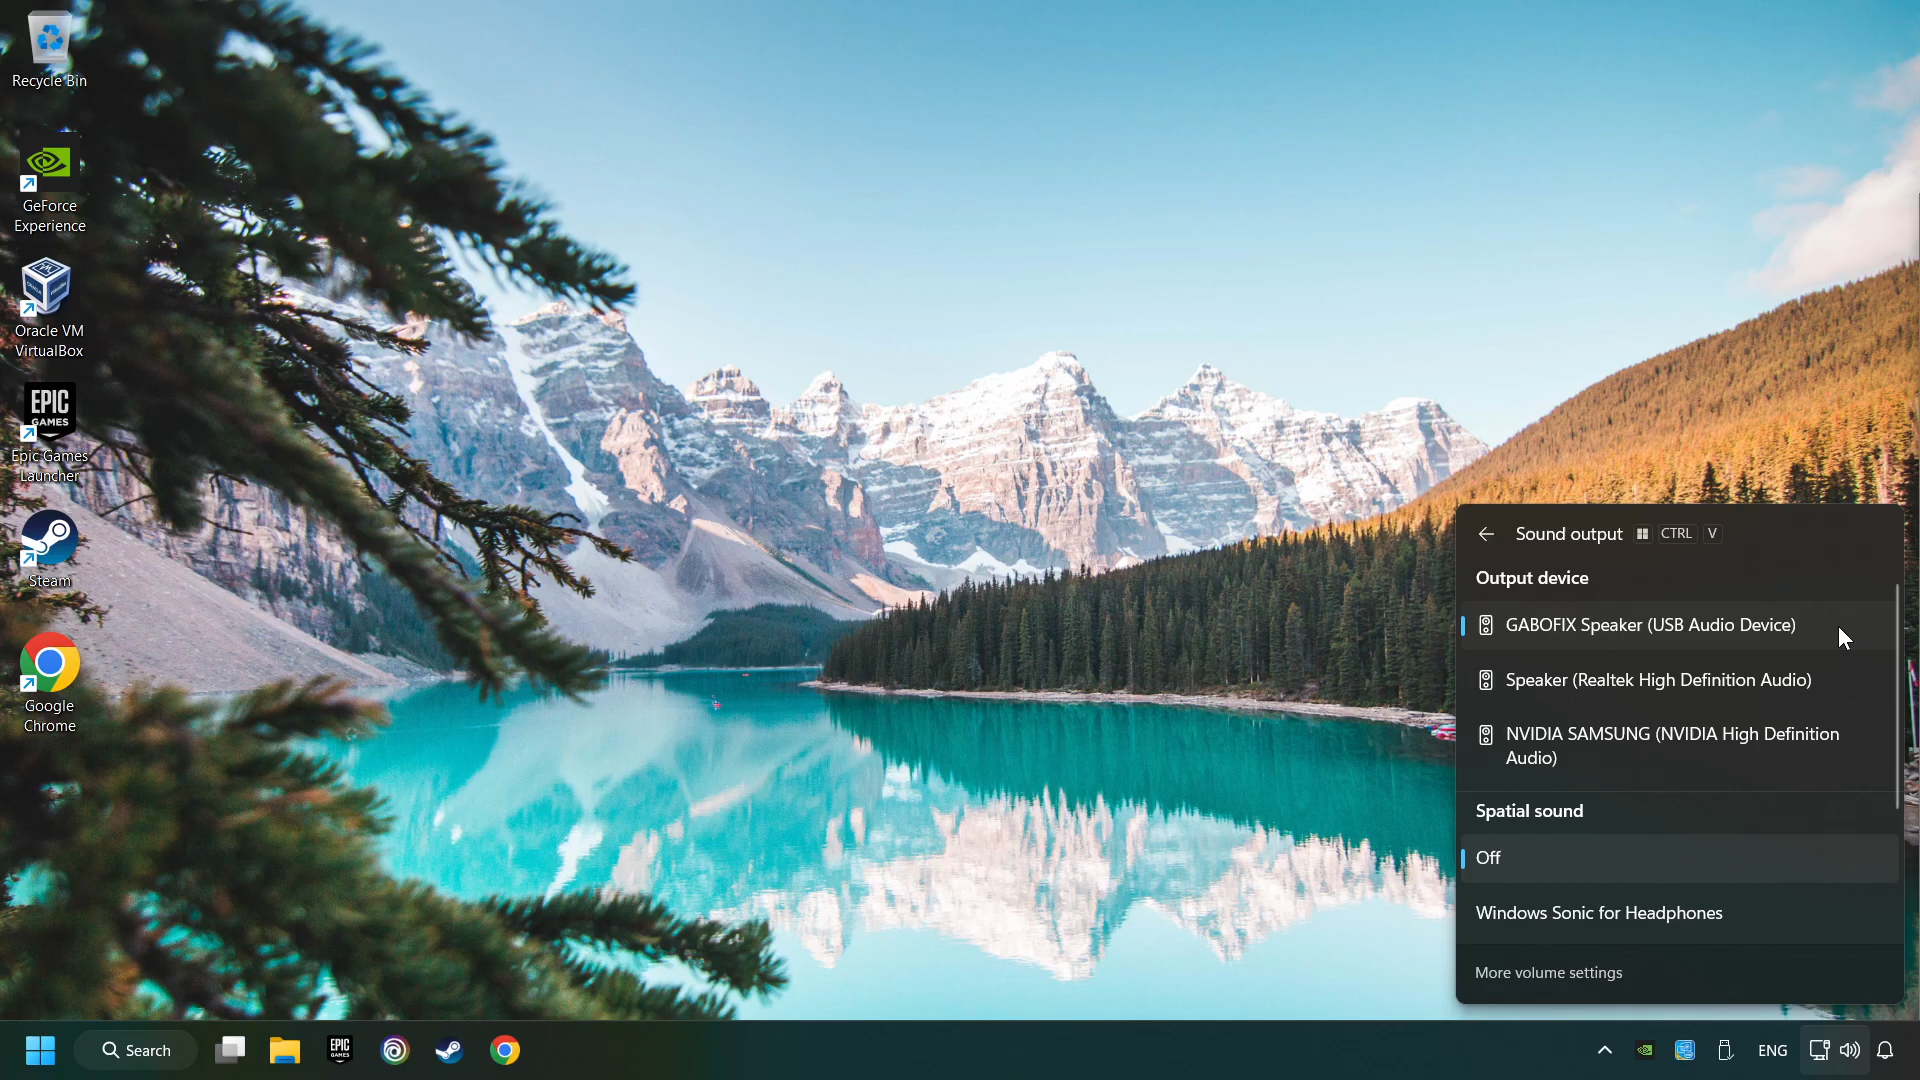 Recycle Bin
GeForce
Experience
Oracle VM
VirtualBox
EPIC
GAMES
Epic Games
Launcher
Steam
Google
Chrome
Sound output CTRL V
Output device
GABOFIX Speaker (USB Audio Device)
Speaker (Realtek High Definition Audio)
NVIDIA SAMSUNG (NVIDIA High Definition
Audio)
Spatial sound
Off
Windows Sonic for Headphones
More volume settings
Search
EPIC
GAMES
ENG